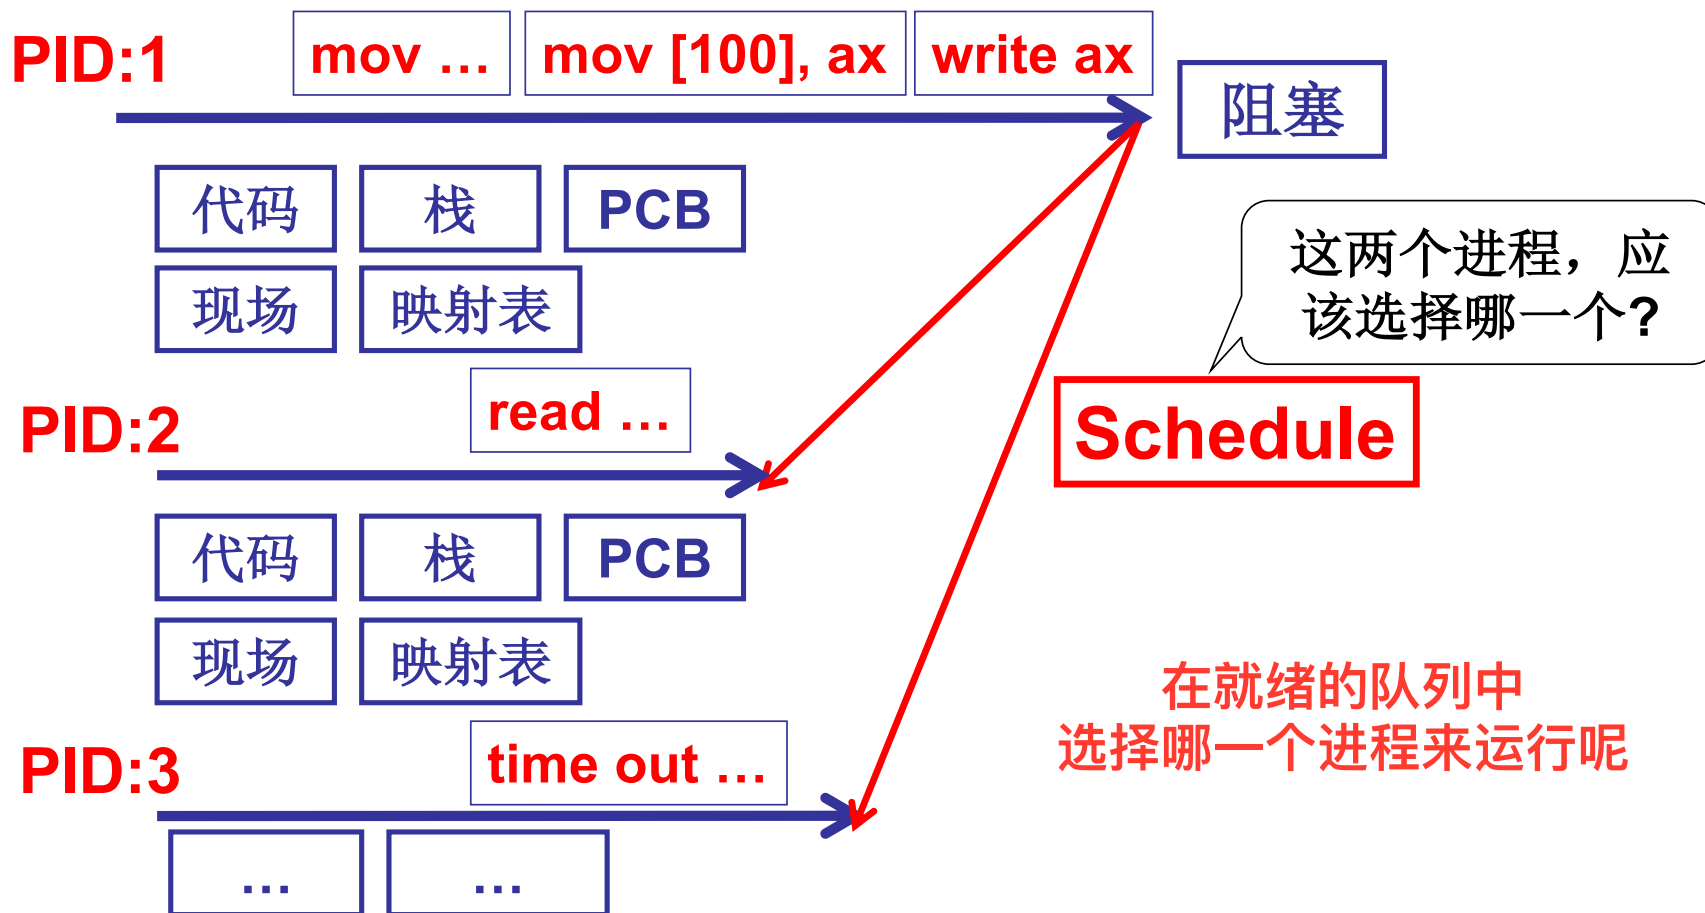 PID:1
mov …
mov [100], ax
write ax
阻塞
代码
栈
PCB
现场
映射表
这两个进程，应
该选择哪一个?
Schedule
PID:2
read …
代码
栈
PCB
现场
映射表
在就绪的队列中
选择哪一个进程来运行呢
PID:3
time out …
…
…